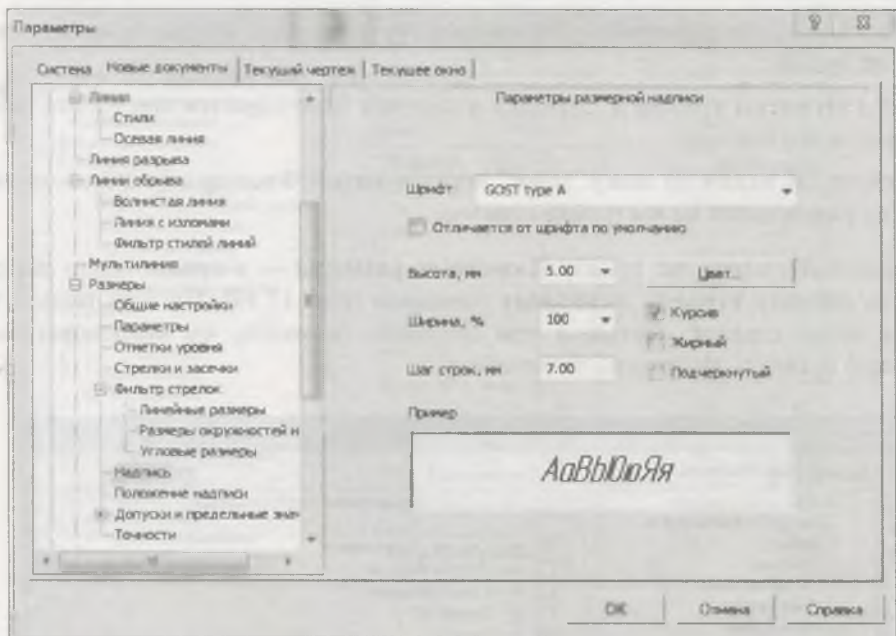 Параметры
Система Новые документы Текущий чертеж Текущее окно
Линия
Стили
Осевая линия
Линия разрыва
Линии обрыва
Волнистая линия
Линия с изломами
Фильтр стилей линий
Мультилиния
Размеры
Общие настройки
Параметры
Отметки уровня
Стрелки и засечки
Фильтр стрелок
Линейные размеры
Размеры окружностей и
Угловые размеры
Надпись
Положение надписи
Допуски и предельные знач
Точности
Параметры размерной надписи
Шрифт GOST type A
Отличается от шрифта по умолчанию
Высота, мм 5.00 Цвет...
Ширина, % 100 Курсив
Жирный
Шаг строк, мм 7.00 Подчеркнутый
Пример
АаВЫЮюЯя
OK Отмена Справка